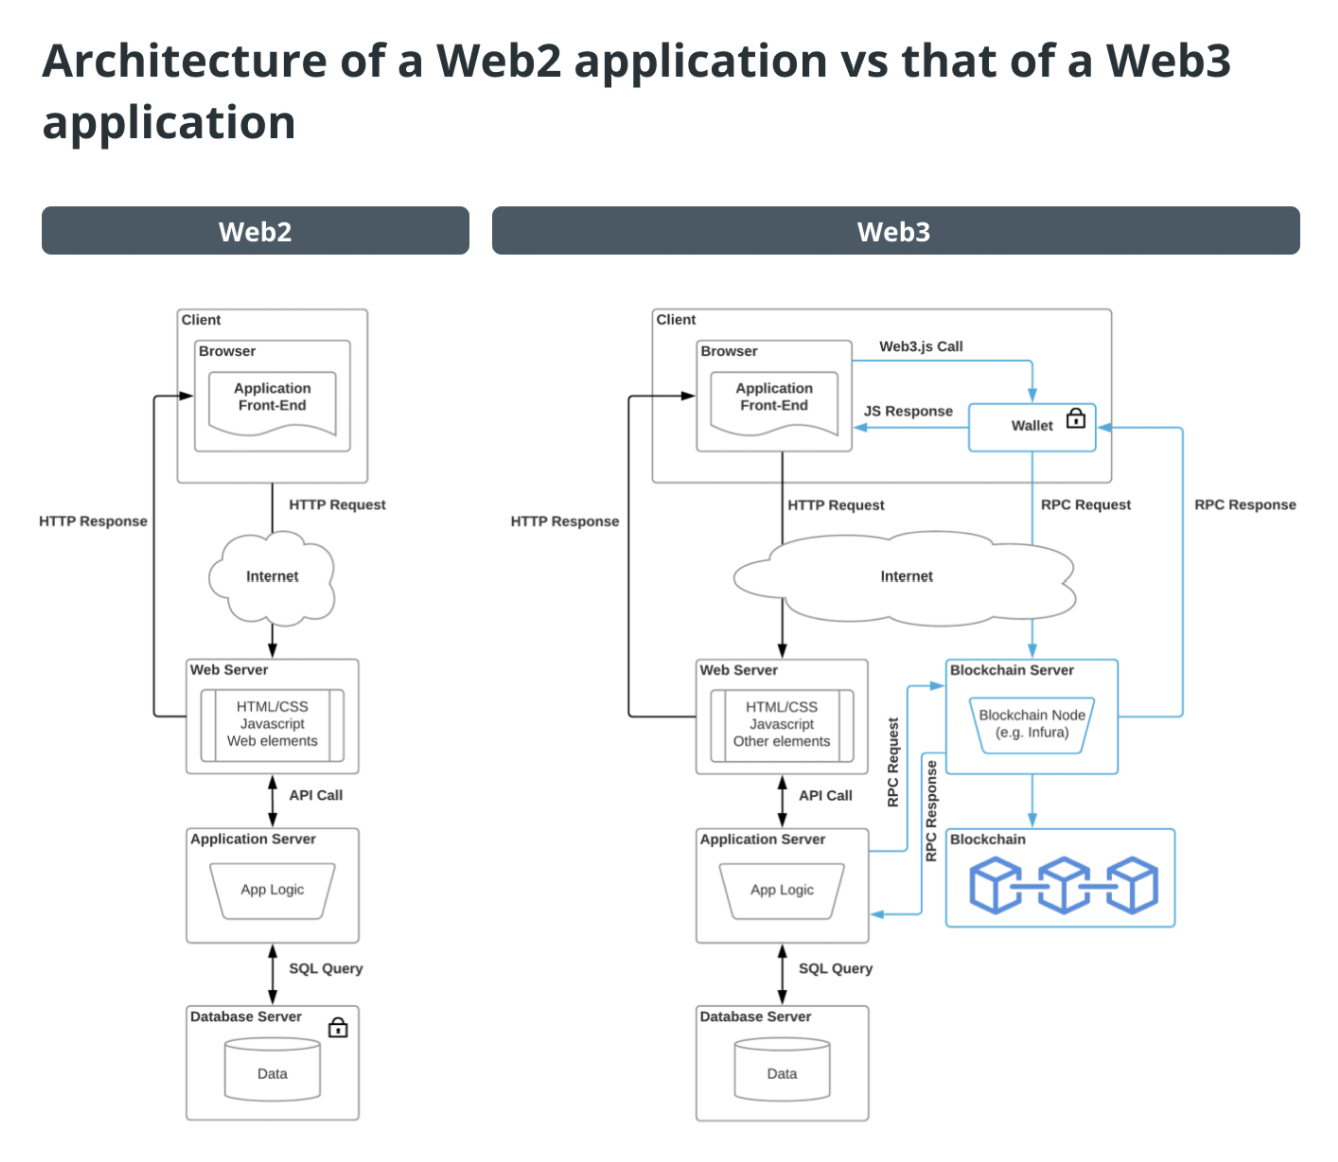 Architecture of a Web2 application vs that of a Web3
application
Web2
Client
Browser
Application
Front-End
HTTP Request
HTTP Response
Internet
Web Server
HTML/CSS
Javascript
Web elements
API Call
Application Server
App Logic
SQL Query
Database Server
Data
Web3
Client
Browser
Application
Front-End
Web3.js Call
JS Response
Wallet
HTTP Request
RPC Request
RPC Response
HTTP Response
Internet
Web Server
HTML/CSS
Javascript
Other elements
Blockchain Server
Blockchain Node
(e.g. Infura)
RPC Request
RPC Response
API Call
Application Server
App Logic
Blockchain
SQL Query
Database Server
Data